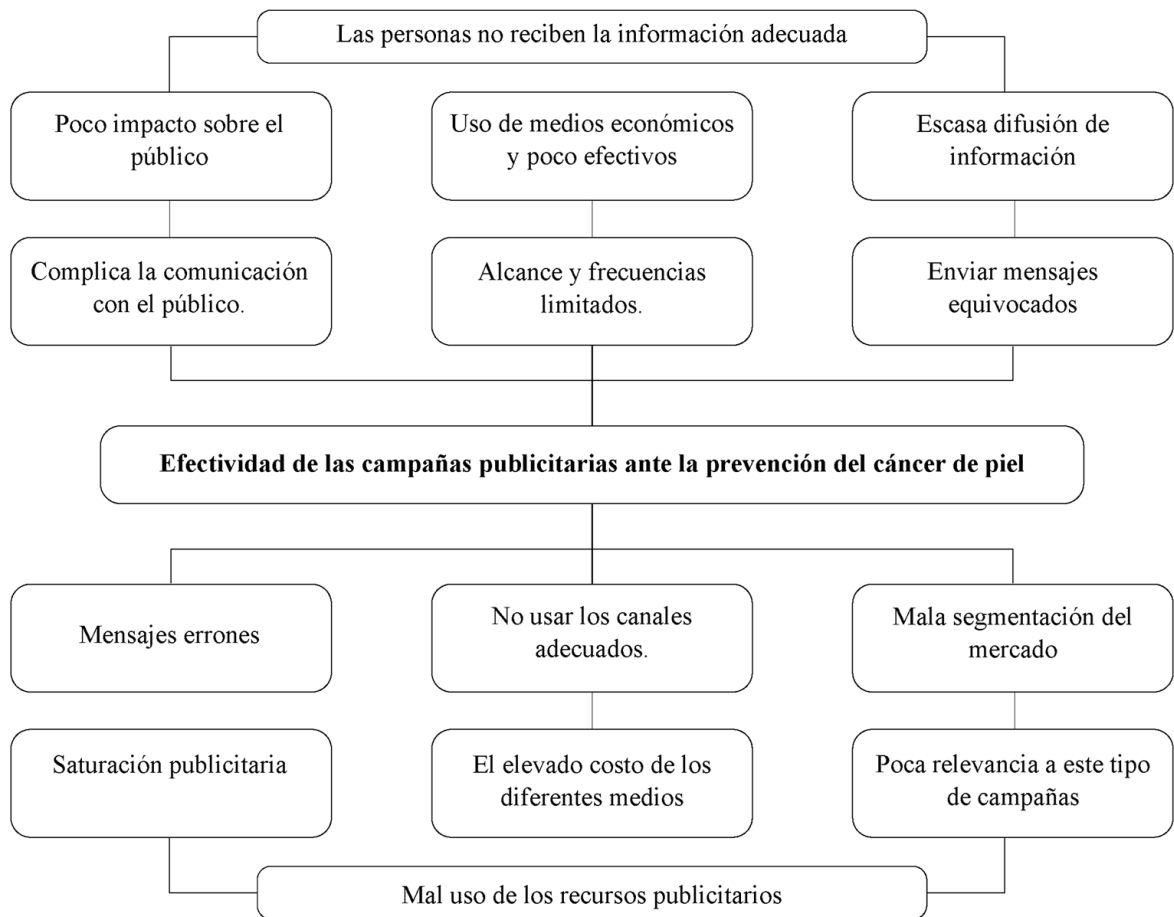 Las personas no reciben la información adecuada
Poco impacto sobre el
público
Uso de medios económicos
y poco efectivos
Escasa difusión de
información
Complica la comunicación
con el público.
Alcance y frecuencias
limitados.
Enviar mensajes
equivocados
Efectividad de las campañas publicitarias ante la prevención del cáncer de piel
Mensajes errones
No usar los canales
adecuados.
Mala segmentación del
mercado
Saturación publicitaria
El elevado costo de los
diferentes medios
Poca relevancia a este tipo
de campañas
Mal uso de los recursos publicitarios